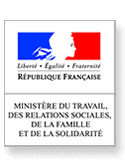 Liberté • Égalité • Fraternité
RÉPUBLIQUE FRANÇAISE
MINISTÈRE DU TRAVAIL,
DES RELATIONS SOCIALES,
DE LA FAMILLE
ET DE LA SOLIDARITÉ